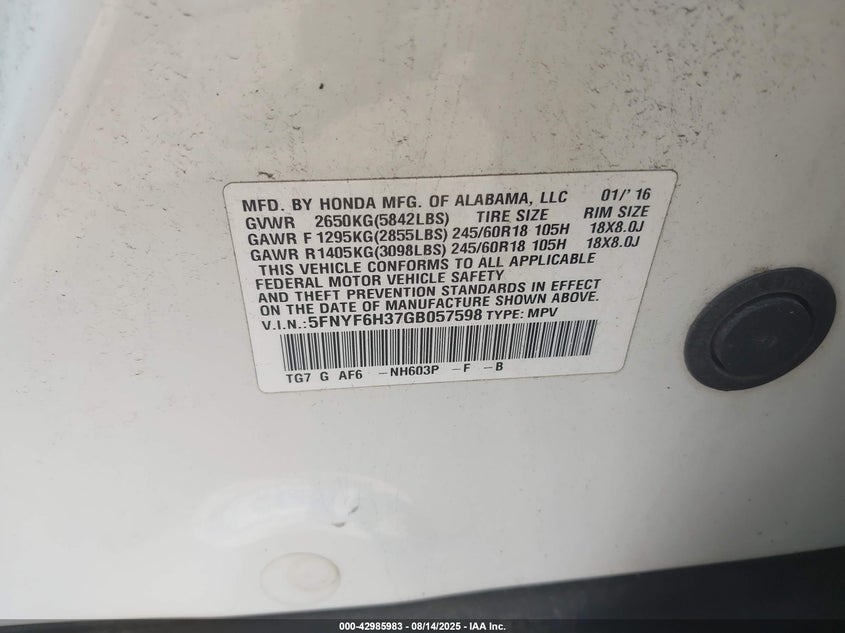 MFD. BY HONDA MFG. OF ALABAMA, LLC 01/'16
GVWR 2650KG(5842LBS) TIRE SIZE RIM SIZE
GAWR F 1295KG(2855LBS) 245/60R18 105H 18X8.0J
GAWR R1405KG(3098LBS) 245/60R18 105H 18X8.0J
THIS VEHICLE CONFORMS TO ALL APPLICABLE
FEDERAL MOTOR VEHICLE SAFETY
AND THEFT PREVENTION STANDARDS IN EFFECT
ON THE DATE OF MANUFACTURE SHOWN ABOVE.
V.I.N.:5FNYF6H37GB057598 TYPE: MPV
TG7 G AF6 -NH603P -F -B
000-42985983 / 08/14/2025 - IAA Inc.